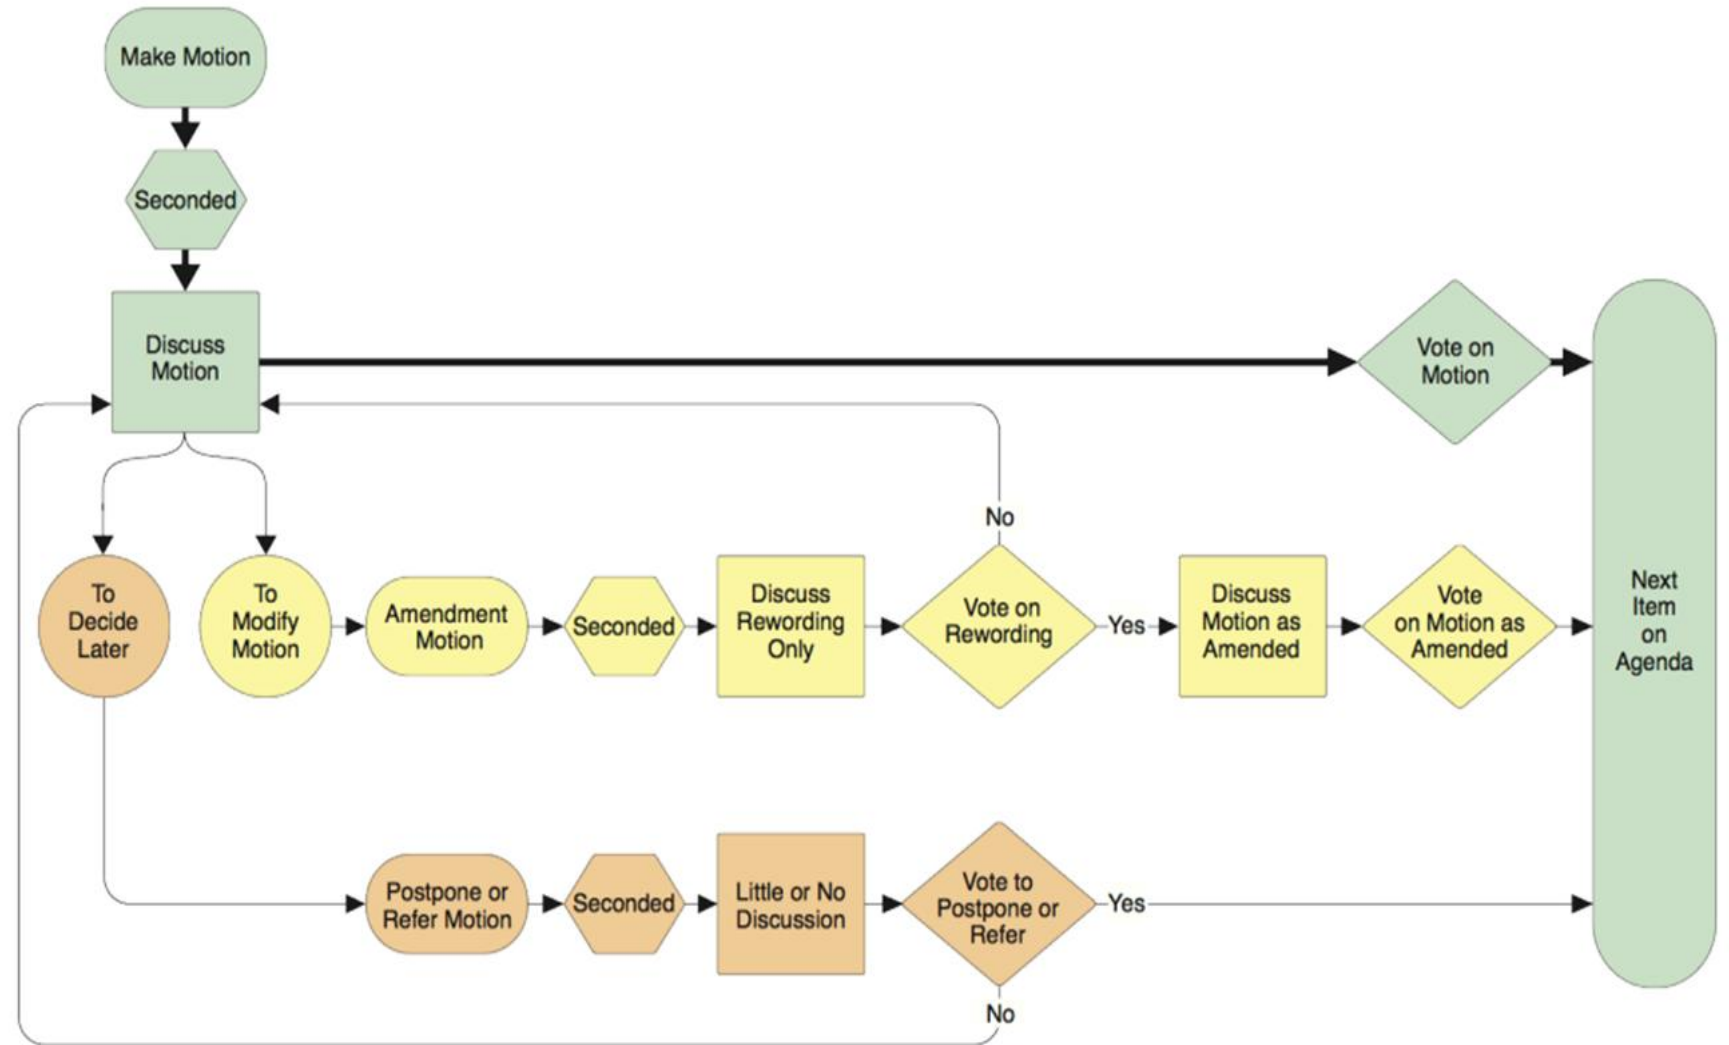 Make Motion
Seconded
Discuss
Motion
Vote on
Motion
No
To
Decide
Later
To
Modify
Motion
Amendment
Motion
Seconded
Discuss
Rewording
Only
Vote on
Rewording
Yes
Discuss
Motion as
Amended
Vote
on Motion as
Amended
Next
Item
on
Agenda
Postpone or
Refer Motion
Seconded
Little or No
Discussion
Vote to
Postpone or
Refer
Yes
No